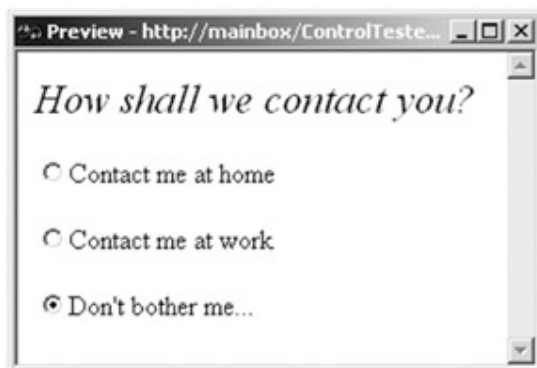 Preview - http://mainbox/ControlTeste...
How shall we contact you?
Contact me at home
Contact me at work
Don't bother me...